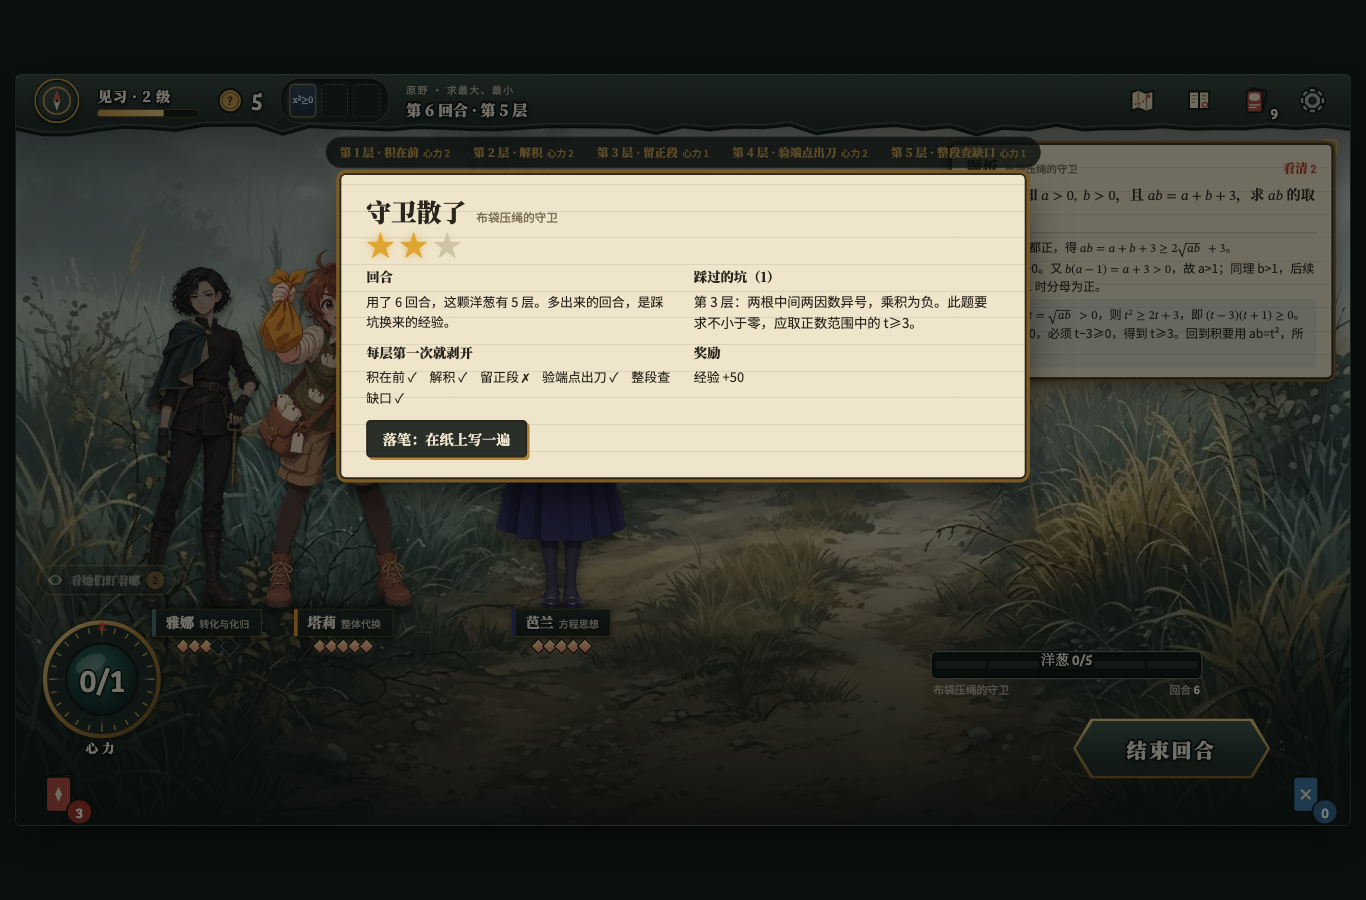 见习·2 级
5
x²≥0
原野 · 求最大、最小
第 6 回合·第 5 层
9
第 1 层·积在前 心力 2 第 2 层·解积 心力 2 第 3 层·留正段 心力 1 第 4 层·验端点出刀 心力 2 第 5 层·整段查缺口 心力 1
压绳的守卫 看清 2
a > 0, b > 0，且 ab = a + b + 3，求 ab 的取
都正，得 ab = a + b + 3 ≥ 2√ab + 3。
0。又 b(a − 1) = a + 3 > 0，故 a>1；同理 b>1，后续
时分母为正。
t = √ab > 0，则 t² ≥ 2t + 3，即 (t − 3)(t + 1) ≥ 0。
0，必须 t−3≥0，得到 t≥3。回到积要用 ab=t²，所
守卫散了 布袋压绳的守卫
回合
用了 6 回合，这颗洋葱有 5 层。多出来的回合，是踩
坑换来的经验。
踩过的坑（1）
第 3 层：两根中间两因数异号，乘积为负。此题要
求不小于零，应取正数范围中的 t≥3。
每层第一次就剥开
积在前 ✓ 解积 ✓ 留正段 ✗ 验端点出刀 ✓ 整段查
缺口 ✓
奖励
经验 +50
落笔：在纸上写一遍
看她们盯着哪 2
雅娜 转化与化归
塔莉 整体代换
芭兰 方程思想
0/1
心力
3
洋葱 0/5
布袋压绳的守卫 回合 6
结束回合
0